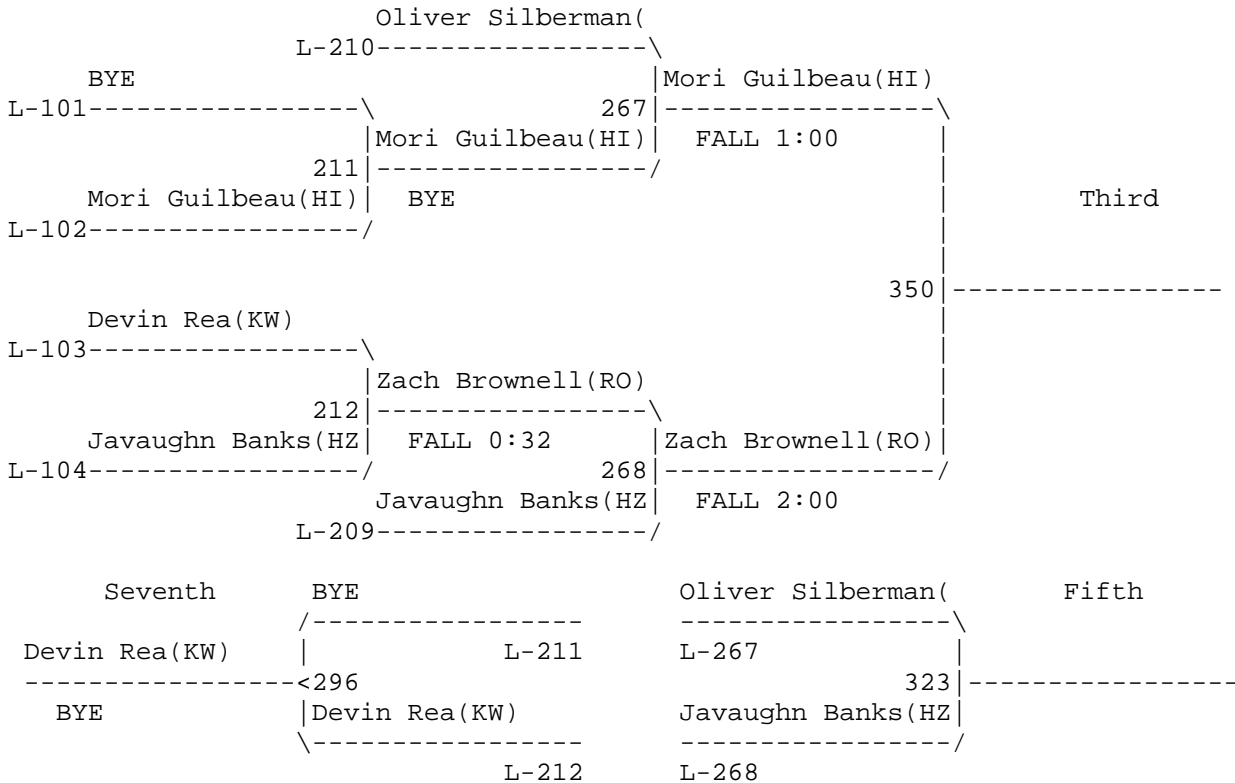 Oliver Silberman(
L-210-----------------\
BYE |Mori Guilbeau(HI)
L-101-----------------\ 267|-----------------\
|Mori Guilbeau(HI)| FALL 1:00 |
211|-----------------/ |
Mori Guilbeau(HI)| BYE | Third
L-102-----------------/ |
|
350|-----------------
Devin Rea(KW) |
L-103-----------------\ |
|Zach Brownell(RO) |
212|-----------------\ |
Javaughn Banks(HZ| FALL 0:32 |Zach Brownell(RO)|
L-104-----------------/ 268|-----------------/
Javaughn Banks(HZ| FALL 2:00
L-209-----------------/
Seventh BYE Oliver Silberman( Fifth
/----------------- -----------------\
Devin Rea(KW) | L-211 L-267 |
-----------------<296 323|-----------------
BYE |Devin Rea(KW) Javaughn Banks(HZ|
\----------------- -----------------/
L-212 L-268